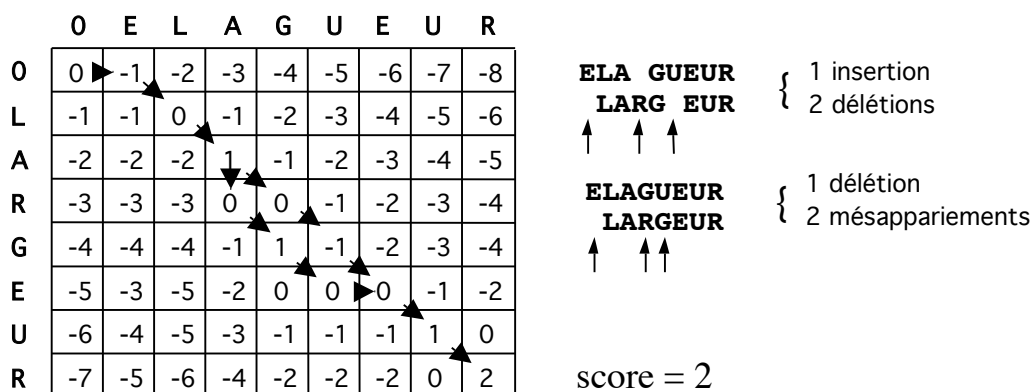 0 E L A G U E U R
0 0 -1 -2 -3 -4 -5 -6 -7 -8
L -1 -1 0 -1 -2 -3 -4 -5 -6
A -2 -2 -2 1 -1 -2 -3 -4 -5
R -3 -3 -3 0 0 -1 -2 -3 -4
G -4 -4 -4 -1 1 -1 -2 -3 -4
E -5 -3 -5 -2 0 0 0 -1 -2
U -6 -4 -5 -3 -1 -1 -1 1 0
R -7 -5 -6 -4 -2 -2 -2 0 2
ELA GUEUR
LARG EUR
{ 1 insertion
2 délétions
ELAGUEUR
LARGEUR
{ 1 délétion
2 mésappariements
score = 2